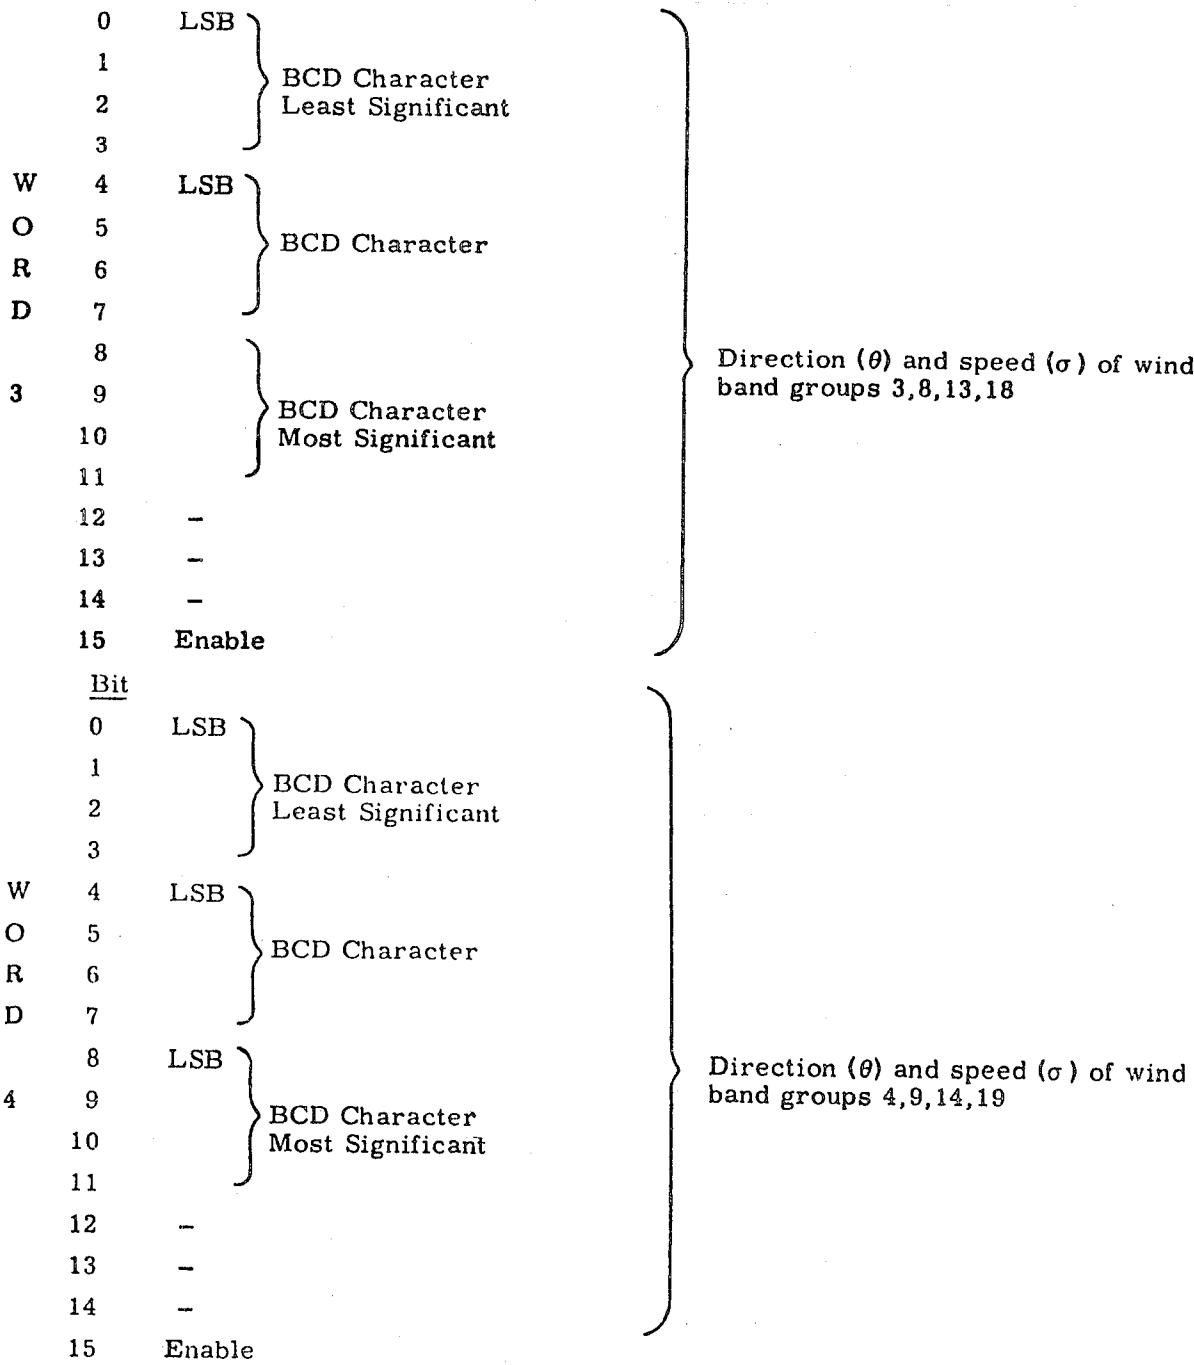 0 LSB
1
BCD Character
2 Least Significant
3
W 4 LSB
O 5
BCD Character
R 6
D 7
8
Direction (θ) and speed (σ) of wind
3 9 band groups 3,8,13,18
BCD Character
10 Most Significant
11
12 –
13 –
14 –
15 Enable
Bit
0 LSB
1
BCD Character
2 Least Significant
3
W 4 LSB
O 5
BCD Character
R 6
D 7
8 LSB
Direction (θ) and speed (σ) of wind
4 9 band groups 4,9,14,19
BCD Character
10 Most Significant
11
12 –
13 –
14 –
15 Enable